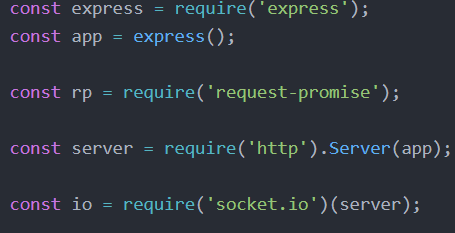 const express = require('express');
const app = express();
const rp = require('request-promise');
const server = require('http').Server(app);
const io = require('socket.io')(server);